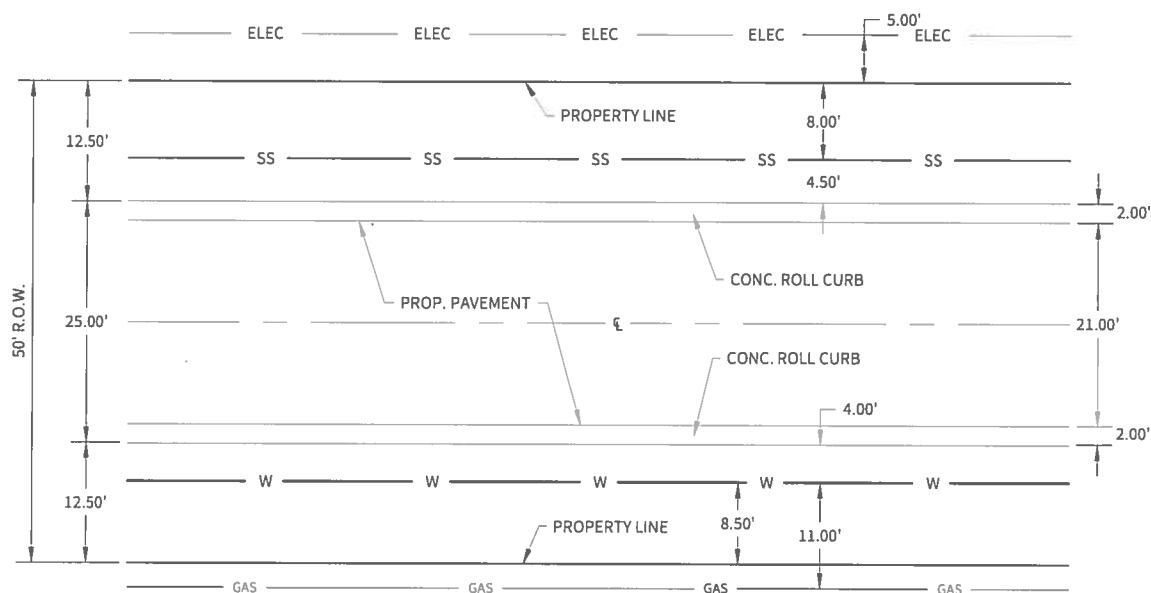 5.00'
ELEC ELEC ELEC ELEC ELEC
PROPERTY LINE
12.50'
8.00'
SS SS SS SS SS
4.50'
2.00'
CONC. ROLL CURB
PROP. PAVEMENT
50' R.O.W.
25.00'
℄
21.00'
CONC. ROLL CURB
4.00'
2.00'
W W W W W
12.50'
8.50'
11.00'
PROPERTY LINE
GAS GAS GAS GAS